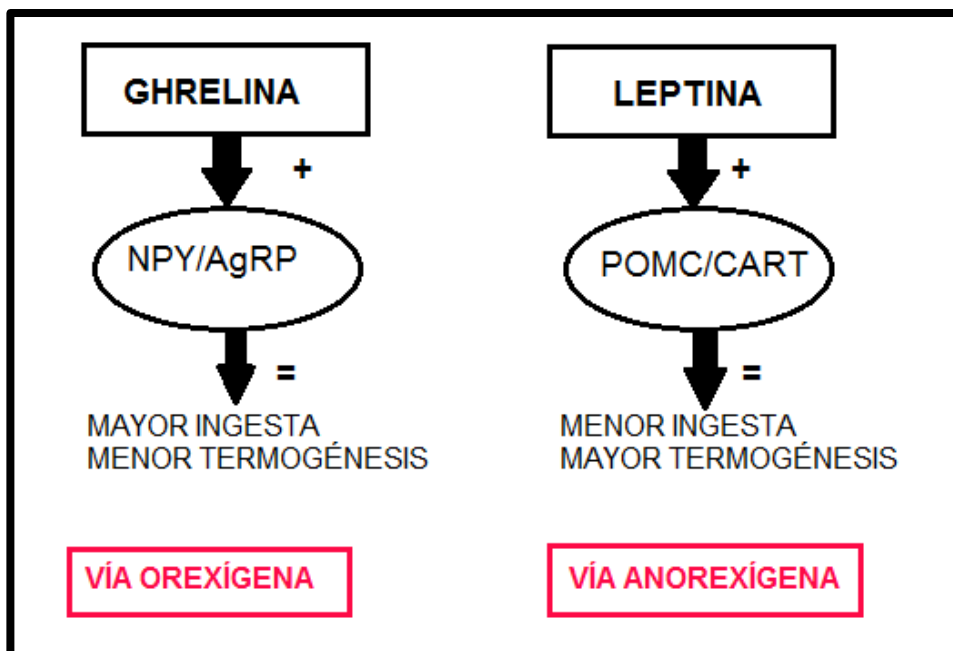 GHRELINA
+
NPY/AgRP
=
MAYOR INGESTA
MENOR TERMOGÉNESIS
VÍA OREXÍGENA
LEPTINA
+
POMC/CART
=
MENOR INGESTA
MAYOR TERMOGÉNESIS
VÍA ANOREXÍGENA